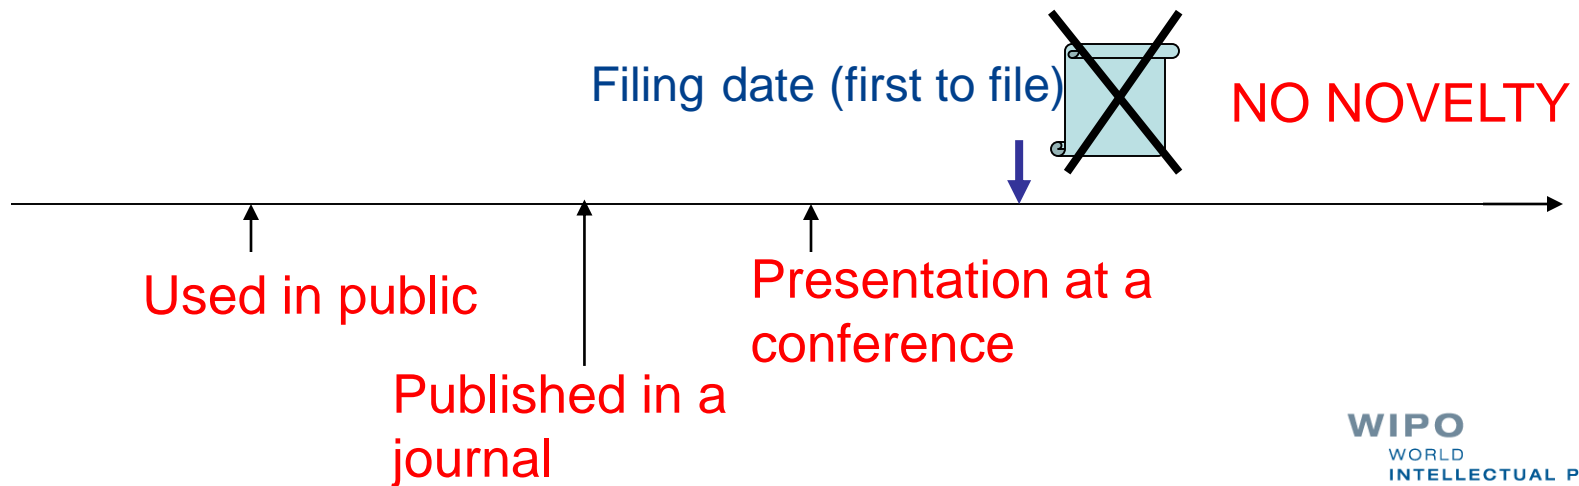 Filing date (first to file)
NO NOVELTY
Used in public
Presentation at a
conference
Published in a
journal
WIPO
WORLD
INTELLECTUAL P